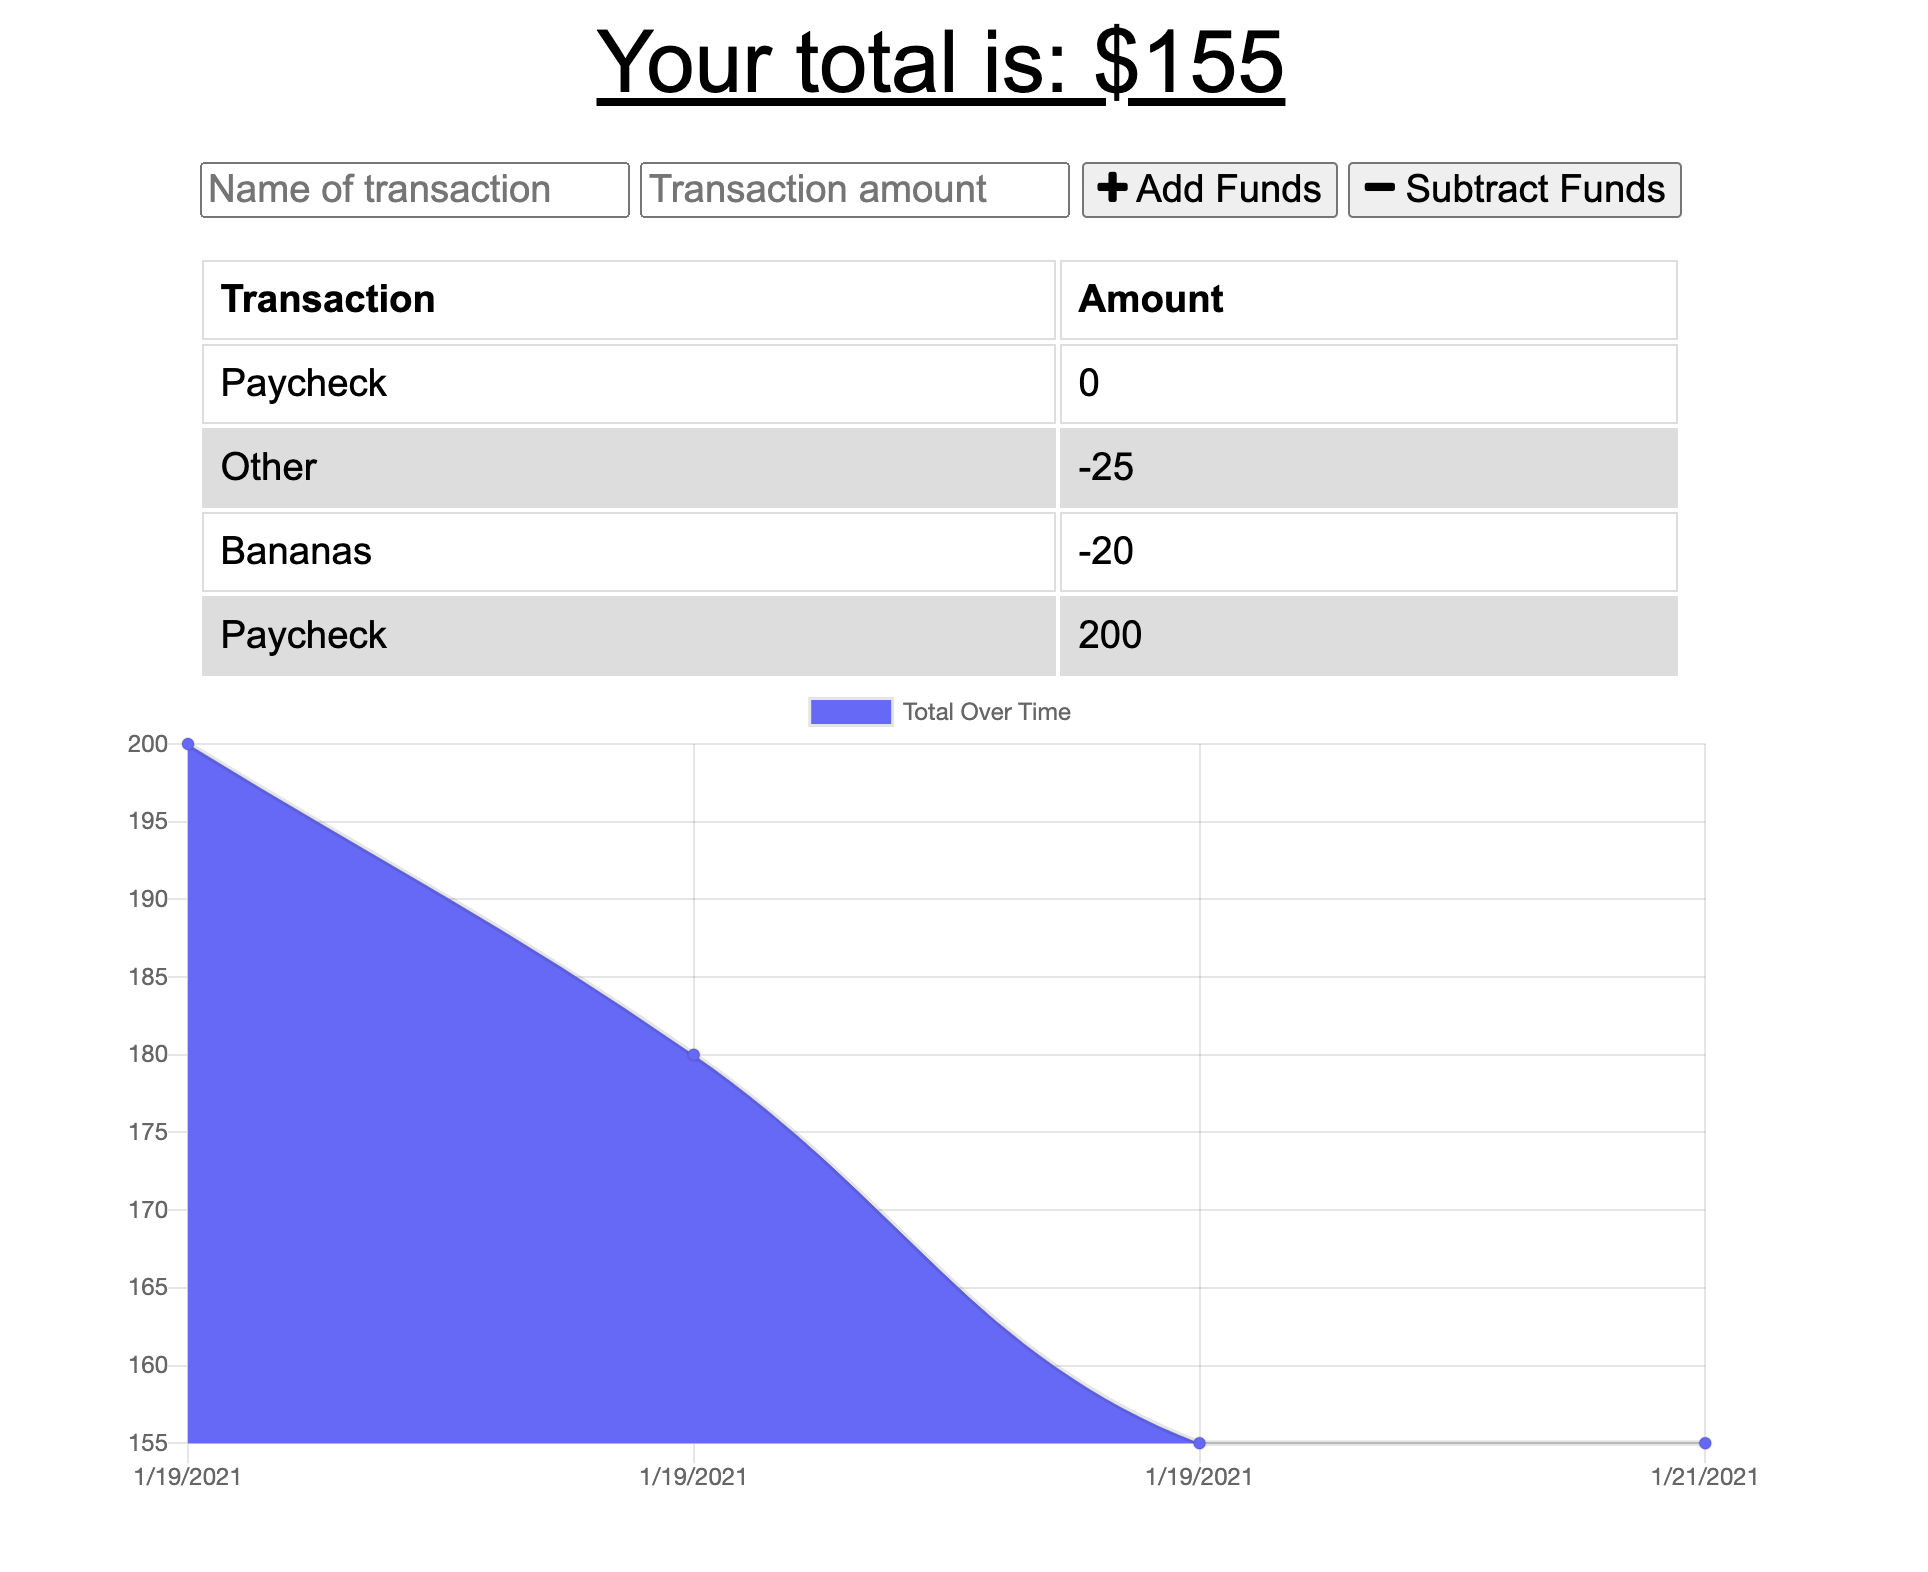 Your total is: $155
Name of transaction Transaction amount Add Funds Subtract Funds
Transaction Amount
Paycheck 0
Other -25
Bananas -20
Paycheck 200
Total Over Time
200
195
190
185
180
175
170
165
160
155
1/19/2021 1/19/2021 1/19/2021 1/21/2021